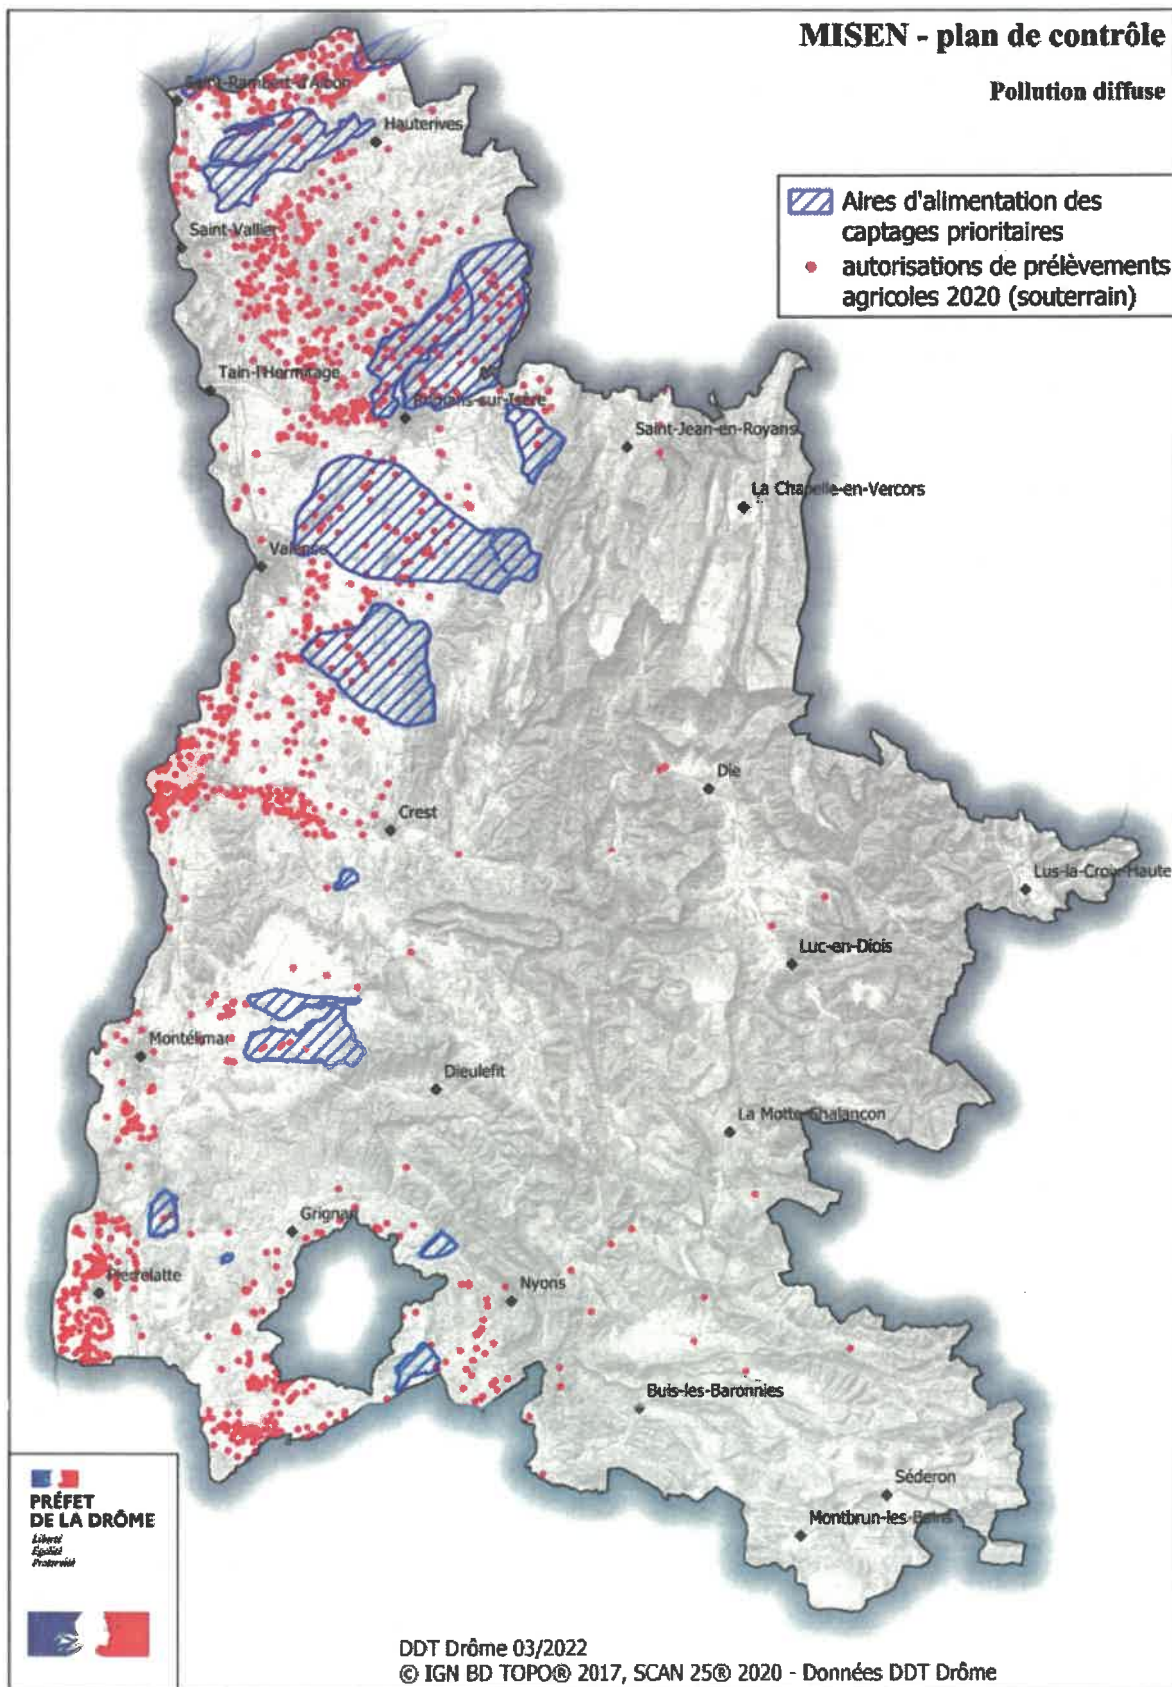 MISEN - plan de contrôle
Pollution diffuse
Aires d'alimentation des
captages prioritaires
autorisations de prélèvements
agricoles 2020 (souterrain)
Saint-Rambert-d'Albon
Hauterives
Saint-Vallier
Tain-l'Hermitage
Romans-sur-Isère
Saint-Jean-en-Royans
La Chapelle-en-Vercors
Valence
Die
Crest
Lus-la-Croix-Haute
Luc-en-Diois
Montélimar
Dieulefit
La Motte-Chalancon
Grignan
Pierrelatte
Nyons
Buis-les-Baronnies
Séderon
Montbrun-les-Bains
PRÉFET
DE LA DRÔME
Liberté
Égalité
Fraternité
DDT Drôme 03/2022
© IGN BD TOPO® 2017, SCAN 25® 2020 - Données DDT Drôme